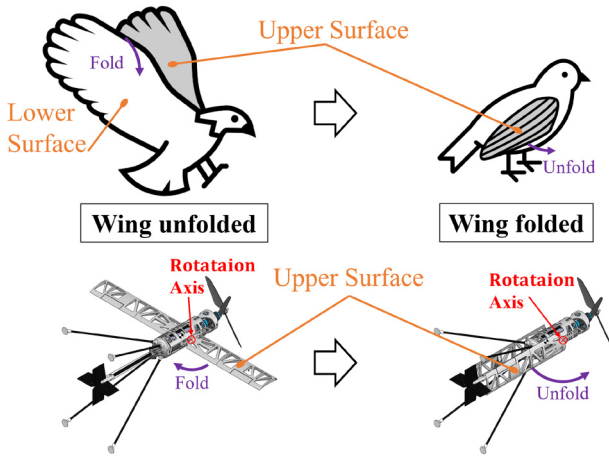 Upper Surface
Fold
Lower
Surface
Unfold
Wing unfolded
Wing folded
Rotataion
Axis
Upper Surface
Rotataion
Axis
Fold
Unfold